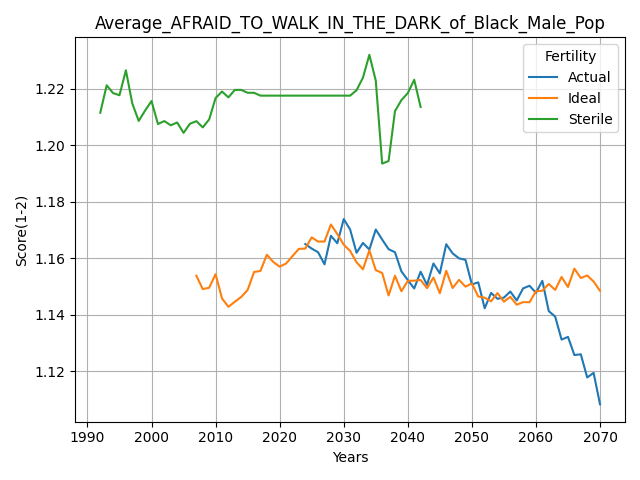 Average_AFRAID_TO_WALK_IN_THE_DARK_of_Black_Male_Pop
Fertility
Actual
Ideal
Sterile
Score(1-2)
1.22
1.20
1.18
1.16
1.14
1.12
1990 2000 2010 2020 2030 2040 2050 2060 2070
Years